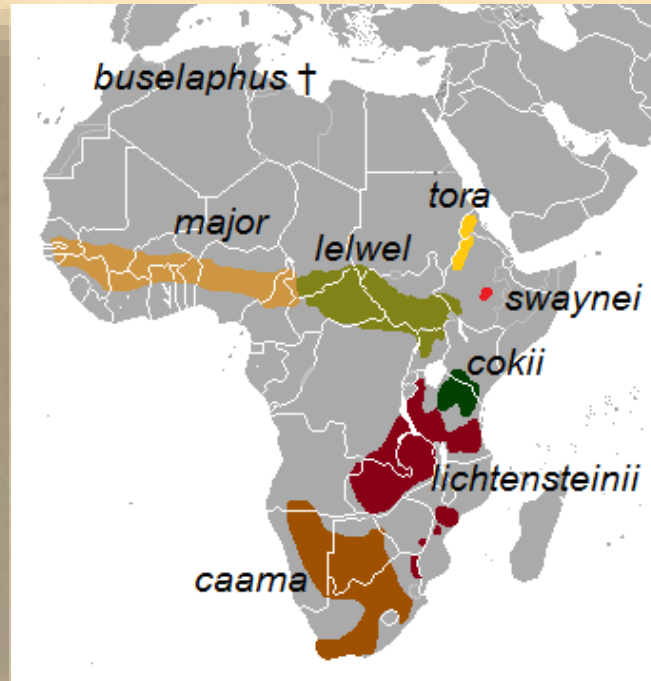 buselaphus †
tora
major
lelwel
swaynei
cokii
lichtensteinii
caama